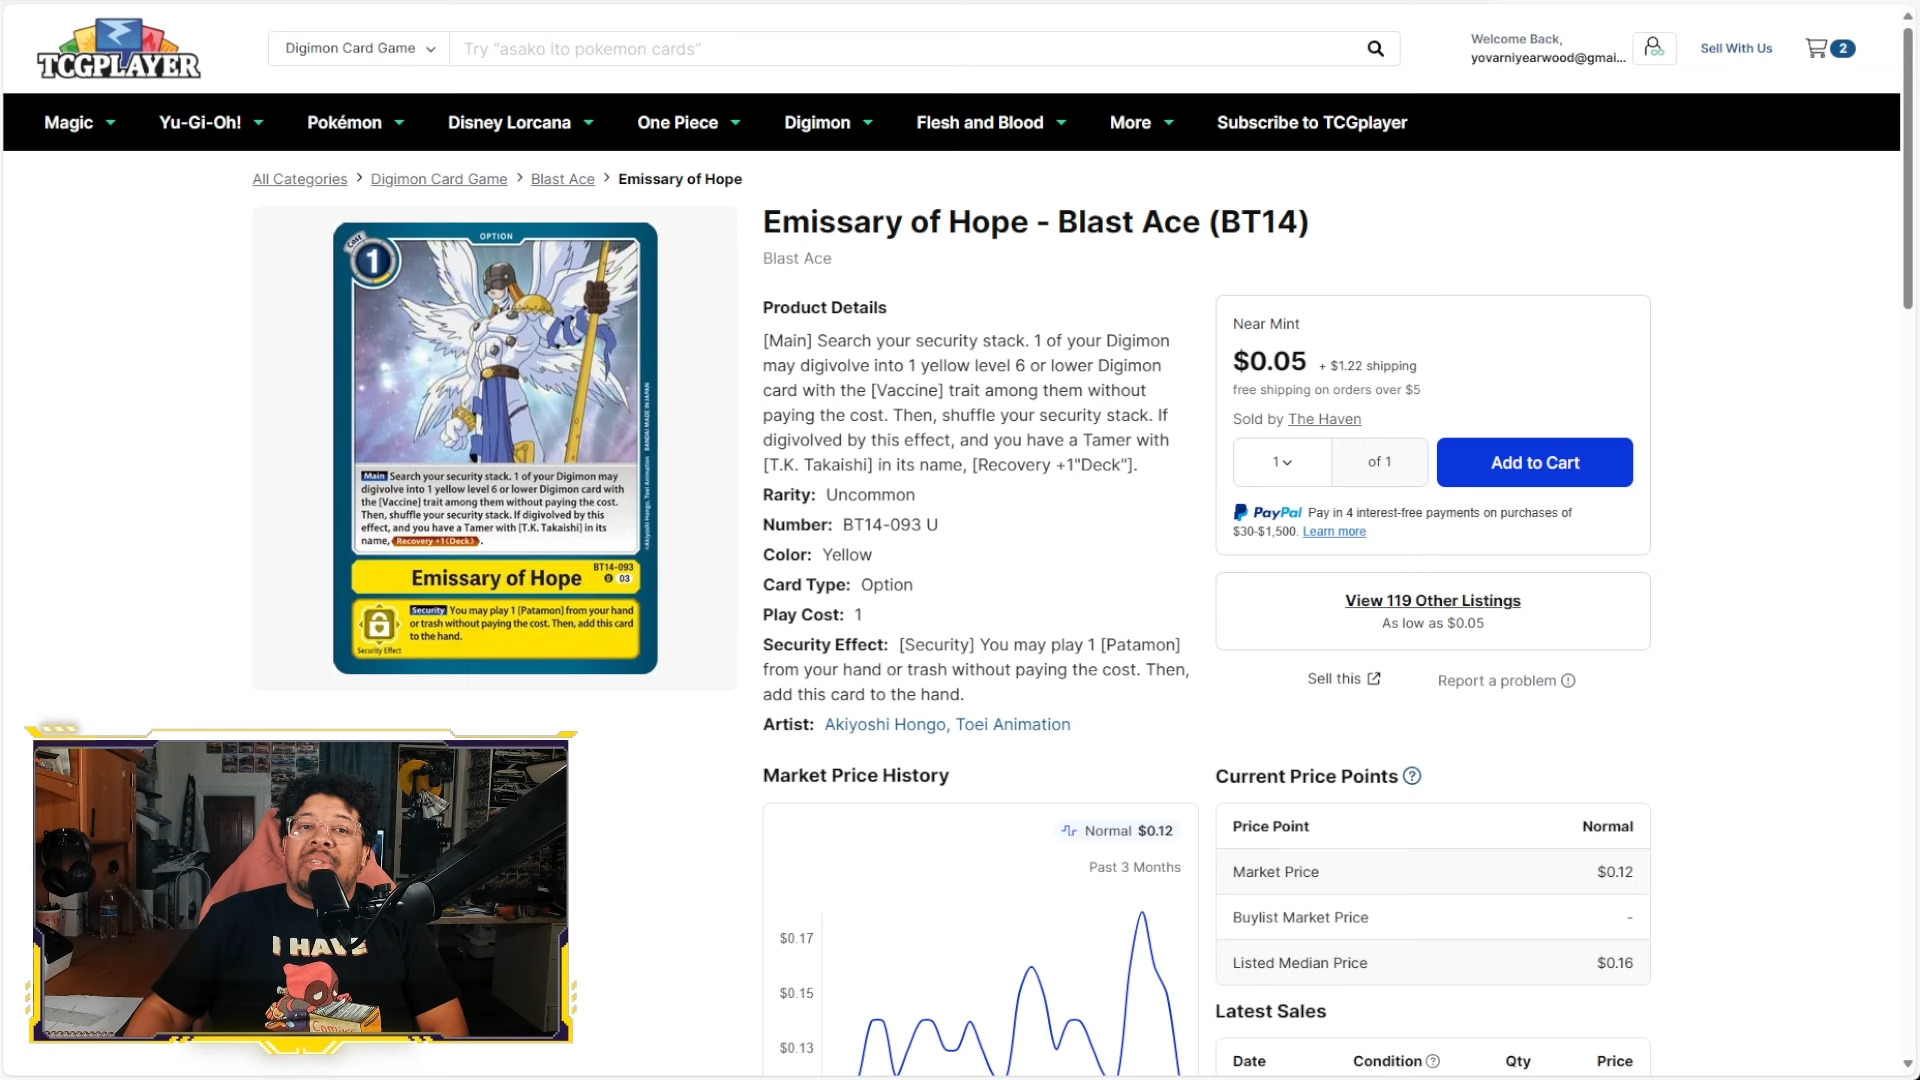 TCGPLAYER
Digimon Card Game
Try “asako ito pokemon cards”
Welcome Back,
yovarniyearwood@gmai...
Sell With Us
2
Magic
Yu-Gi-Oh!
Pokémon
Disney Lorcana
One Piece
Digimon
Flesh and Blood
More
Subscribe to TCGplayer
All Categories > Digimon Card Game > Blast Ace > Emissary of Hope
Cost
1
OPTION
Main Search your security stack. 1 of your Digimon may
digivolve into 1 yellow level 6 or lower Digimon card with
the [Vaccine] trait among them without paying the cost.
Then, shuffle your security stack. If digivolved by this
effect, and you have a Tamer with [T.K. Takaishi] in its
name, Recovery +1 (Deck).
©Akiyoshi Hongo, Toei Animation BANDAI MADE IN JAPAN
Emissary of Hope
BT14-093
U 03
Security Effect
Security You may play 1 [Patamon] from your hand
or trash without paying the cost. Then, add this card
to the hand.
Emissary of Hope - Blast Ace (BT14)
Blast Ace
Product Details
[Main] Search your security stack. 1 of your Digimon
may digivolve into 1 yellow level 6 or lower Digimon
card with the [Vaccine] trait among them without
paying the cost. Then, shuffle your security stack. If
digivolved by this effect, and you have a Tamer with
[T.K. Takaishi] in its name, [Recovery +1"Deck"].
Rarity: Uncommon
Number: BT14-093 U
Color: Yellow
Card Type: Option
Play Cost: 1
Security Effect: [Security] You may play 1 [Patamon]
from your hand or trash without paying the cost. Then,
add this card to the hand.
Artist: Akiyoshi Hongo, Toei Animation
Near Mint
$0.05 + $1.22 shipping
free shipping on orders over $5
Sold by The Haven
1 of 1
Add to Cart
PayPal Pay in 4 interest-free payments on purchases of
$30-$1,500. Learn more
View 119 Other Listings
As low as $0.05
Sell this
Report a problem
Market Price History
Normal $0.12
Past 3 Months
$0.17
$0.15
$0.13
Current Price Points
Price Point Normal
Market Price $0.12
Buylist Market Price -
Listed Median Price $0.16
Latest Sales
Date Condition Qty Price
I HAVE
Comics